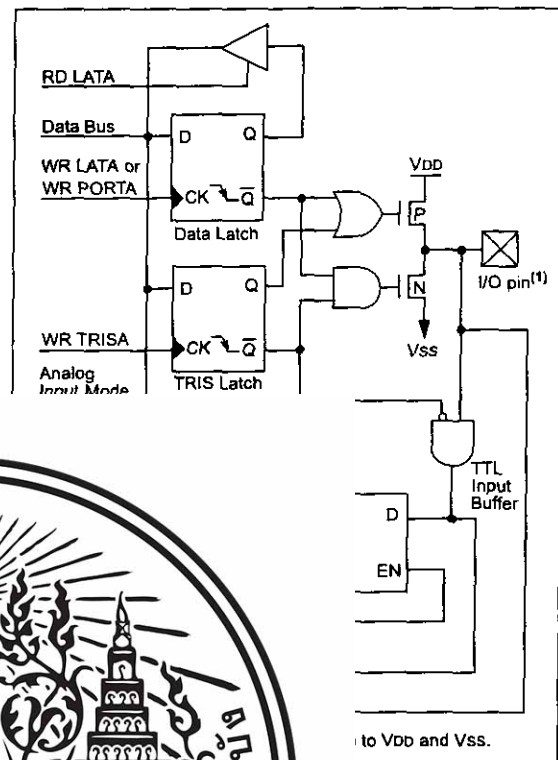 RD LATA
Data Bus
D Q
WR LATA or
WR PORTA
CK Q
Data Latch
VDD
P
I/O pin(1)
N
VSS
D Q
WR TRISA
CK Q
TRIS Latch
Analog
Input Mode
TTL
Input
Buffer
D
EN
to VDD and VSS.